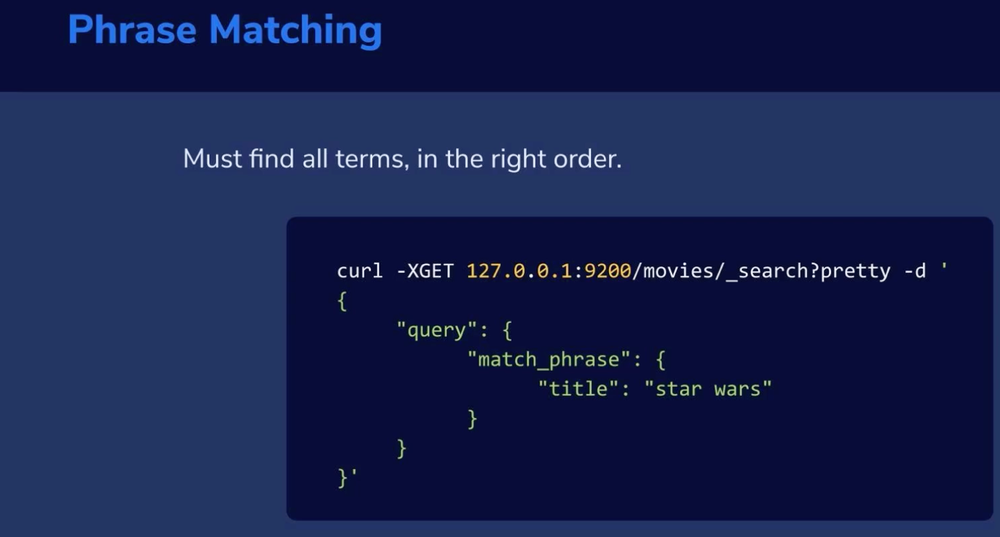 Phrase Matching
Must find all terms, in the right order.
curl -XGET 127.0.0.1:9200/movies/_search?pretty -d '
{
"query": {
"match_phrase": {
"title": "star wars"
}
}
}'